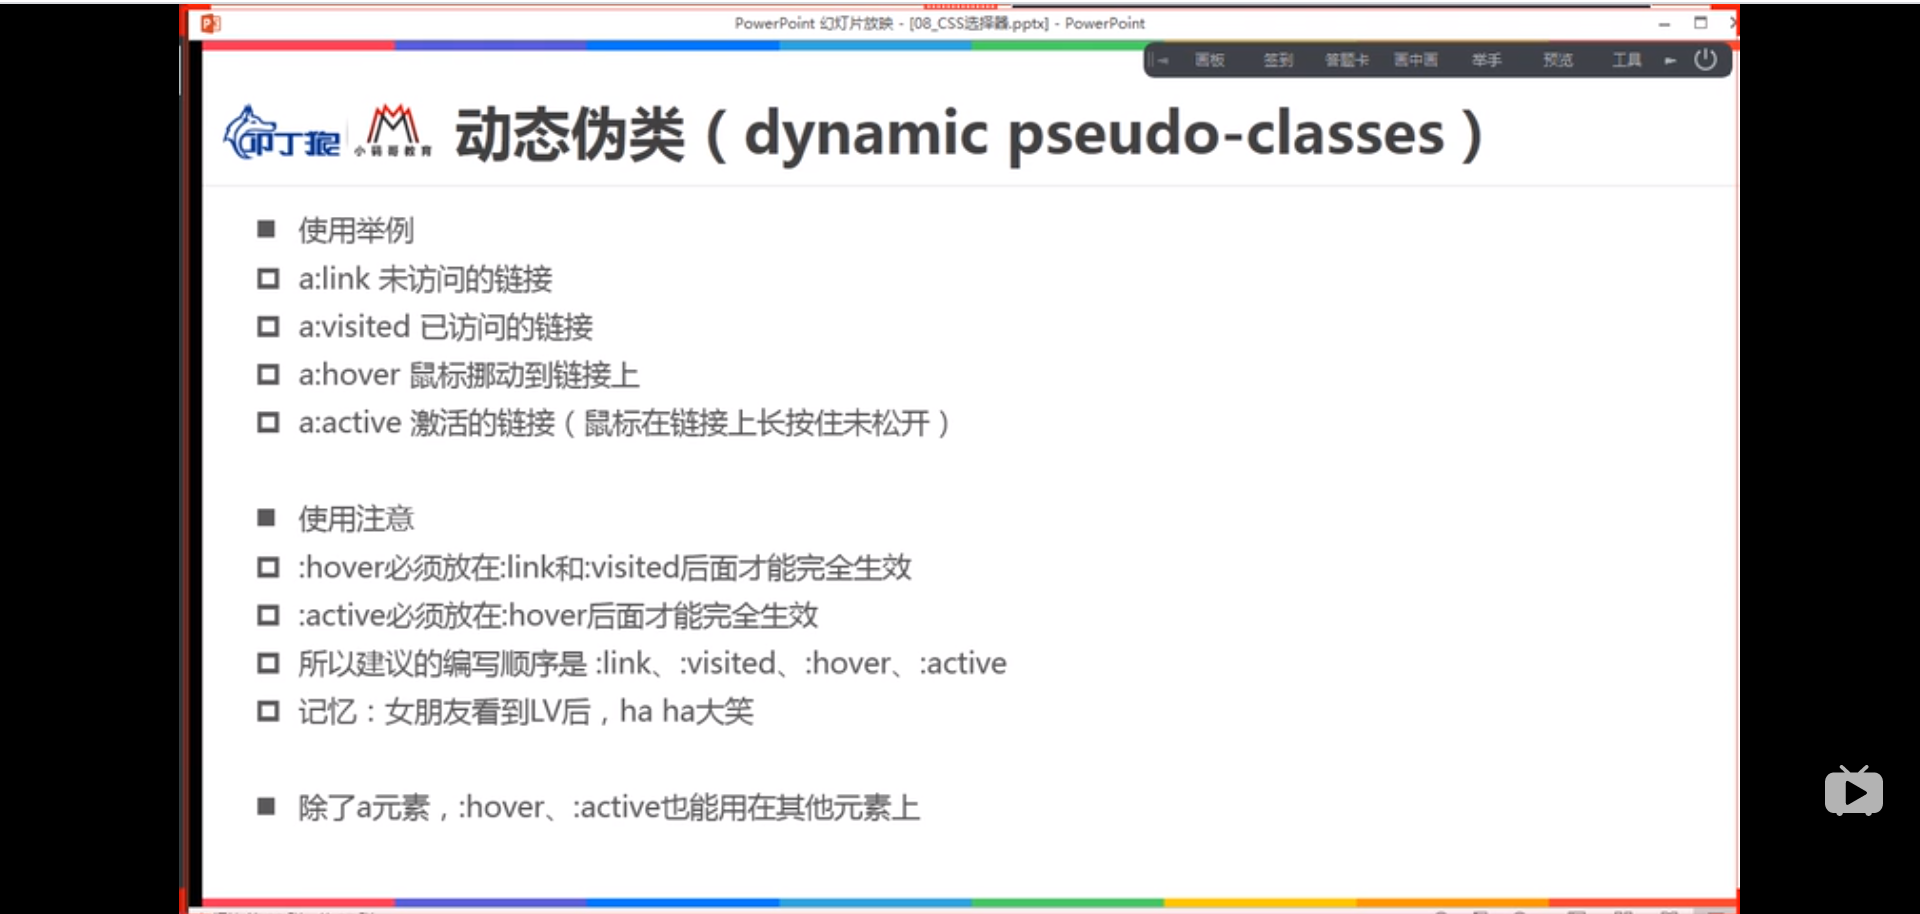 PowerPoint 幻灯片放映 - [08_CSS选择器.pptx] - PowerPoint
画板 签到 答题卡 画中画 举手 预览 工具
叩丁狼 小码哥教育
动态伪类（dynamic pseudo-classes）
使用举例
a:link 未访问的链接
a:visited 已访问的链接
a:hover 鼠标挪动到链接上
a:active 激活的链接（鼠标在链接上长按住未松开）
使用注意
:hover必须放在:link和:visited后面才能完全生效
:active必须放在:hover后面才能完全生效
所以建议的编写顺序是 :link、:visited、:hover、:active
记忆：女朋友看到LV后，ha ha大笑
除了a元素，:hover、:active也能用在其他元素上